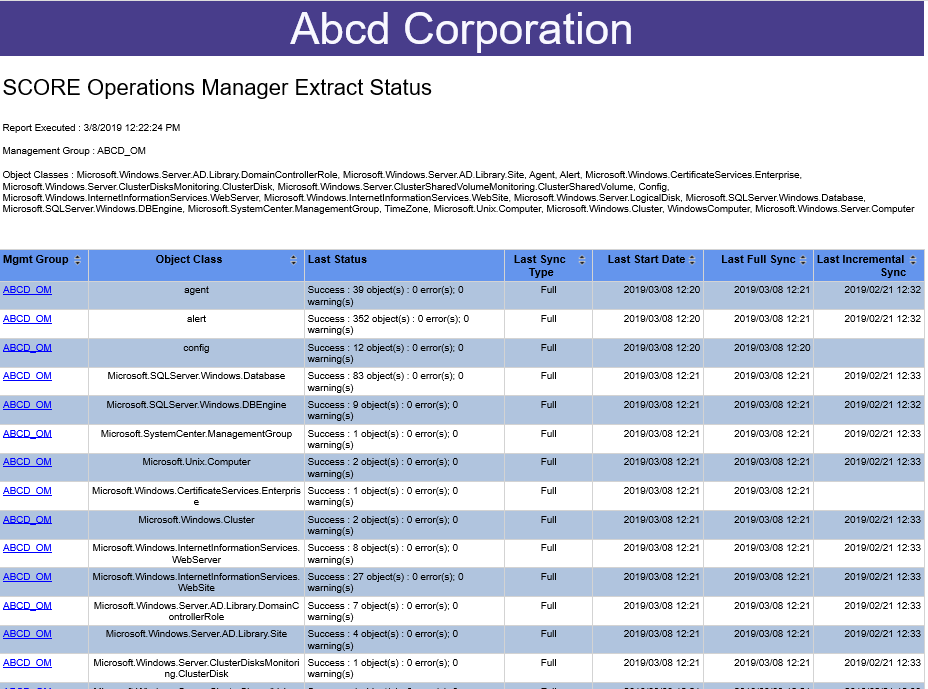 Abcd Corporation
SCORE Operations Manager Extract Status
Report Executed : 3/8/2019 12:22:24 PM
Management Group : ABCD_OM
Object Classes : Microsoft.Windows.Server.AD.Library.DomainControllerRole, Microsoft.Windows.Server.AD.Library.Site, Agent, Alert, Microsoft.Windows.CertificateServices.Enterprise,
Microsoft.Windows.Server.ClusterDisksMonitoring.ClusterDisk, Microsoft.Windows.Server.ClusterSharedVolumeMonitoring.ClusterSharedVolume, Config,
Microsoft.Windows.InternetInformationServices.WebServer, Microsoft.Windows.InternetInformationServices.WebSite, Microsoft.Windows.Server.LogicalDisk, Microsoft.SQLServer.Windows.Database,
Microsoft.SQLServer.Windows.DBEngine, Microsoft.SystemCenter.ManagementGroup, TimeZone, Microsoft.Unix.Computer, Microsoft.Windows.Cluster, WindowsComputer, Microsoft.Windows.Server.Computer
Mgmt Group Object Class Last Status Last Sync Last Start Date Last Full Sync Last Incremental
Type Sync
ABCD_OM agent Success : 39 object(s) : 0 error(s); 0 Full 2019/03/08 12:20 2019/03/08 12:21 2019/02/21 12:32
warning(s)
ABCD_OM alert Success : 352 object(s) : 0 error(s); 0 Full 2019/03/08 12:20 2019/03/08 12:21 2019/02/21 12:32
warning(s)
ABCD_OM config Success : 12 object(s) : 0 error(s); 0 Full 2019/03/08 12:20 2019/03/08 12:20
warning(s)
ABCD_OM Microsoft.SQLServer.Windows.Database Success : 83 object(s) : 0 error(s); 0 Full 2019/03/08 12:21 2019/03/08 12:21 2019/02/21 12:33
warning(s)
ABCD_OM Microsoft.SQLServer.Windows.DBEngine Success : 9 object(s) : 0 error(s); 0 Full 2019/03/08 12:21 2019/03/08 12:21 2019/02/21 12:32
warning(s)
ABCD_OM Microsoft.SystemCenter.ManagementGroup Success : 1 object(s) : 0 error(s); 0 Full 2019/03/08 12:21 2019/03/08 12:21 2019/02/21 12:33
warning(s)
ABCD_OM Microsoft.Unix.Computer Success : 2 object(s) : 0 error(s); 0 Full 2019/03/08 12:21 2019/03/08 12:21 2019/02/21 12:33
warning(s)
ABCD_OM Microsoft.Windows.CertificateServices.Enterpris Success : 1 object(s) : 0 error(s); 0 Full 2019/03/08 12:21 2019/03/08 12:21
e warning(s)
ABCD_OM Microsoft.Windows.Cluster Success : 2 object(s) : 0 error(s); 0 Full 2019/03/08 12:21 2019/03/08 12:21 2019/02/21 12:33
warning(s)
ABCD_OM Microsoft.Windows.InternetInformationServices. Success : 8 object(s) : 0 error(s); 0 Full 2019/03/08 12:21 2019/03/08 12:21 2019/02/21 12:33
WebServer warning(s)
ABCD_OM Microsoft.Windows.InternetInformationServices. Success : 27 object(s) : 0 error(s); 0 Full 2019/03/08 12:21 2019/03/08 12:21 2019/02/21 12:33
WebSite warning(s)
ABCD_OM Microsoft.Windows.Server.AD.Library.DomainC Success : 7 object(s) : 0 error(s); 0 Full 2019/03/08 12:21 2019/03/08 12:21 2019/02/21 12:33
ontrollerRole warning(s)
ABCD_OM Microsoft.Windows.Server.AD.Library.Site Success : 4 object(s) : 0 error(s); 0 Full 2019/03/08 12:21 2019/03/08 12:21 2019/02/21 12:33
warning(s)
ABCD_OM Microsoft.Windows.Server.ClusterDisksMonitori Success : 1 object(s) : 0 error(s); 0 Full 2019/03/08 12:21 2019/03/08 12:21 2019/02/21 12:33
ng.ClusterDisk warning(s)